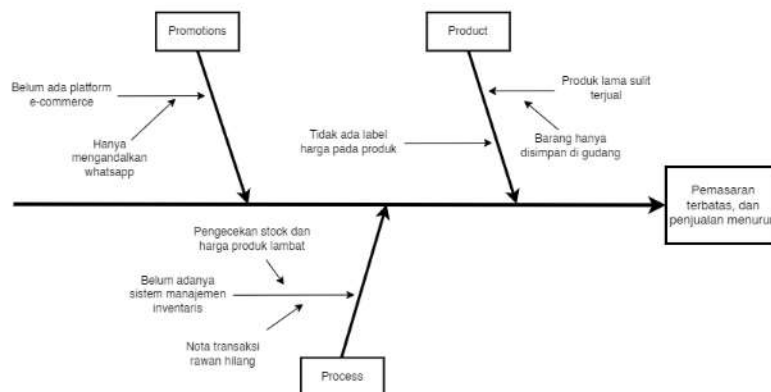 Promotions
Product
Belum ada platform
e-commerce
Hanya
mengandalkan
whatsapp
Produk lama sulit
terjual
Tidak ada label
harga pada produk
Barang hanya
disimpan di gudang
Pemasaran
terbatas, dan
penjualan menurun
Pengecekan stock dan
harga produk lambat
Belum adanya
sistem manajemen
inventaris
Nota transaksi
rawan hilang
Process